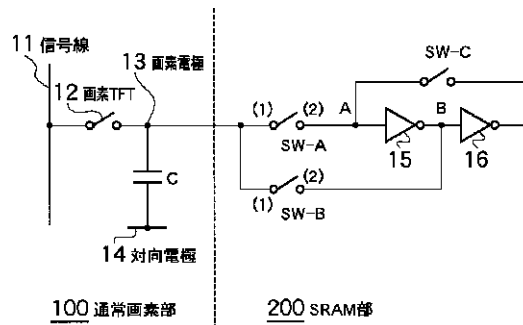 11 信号線
12 画素TFT
13 画素電極
C
14 対向電極
100 通常画素部
SW-C
A
B
(1) (2)
SW-A
15
16
(1) (2)
SW-B
200 SRAM部